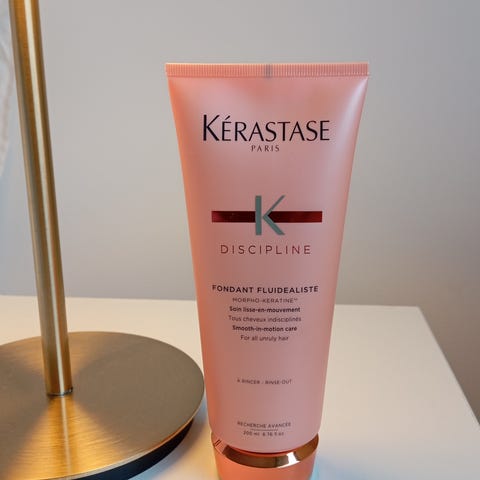 KÉRASTASE
PARIS
K
DISCIPLINE
FONDANT FLUIDEALISTE
MORPHO-KERATINE™
Soin lisse-en-mouvement
Tous cheveux indisciplinés
Smooth-in-motion care
For all unruly hair
À RINCER - RINSE-OUT
RECHERCHE AVANCÉE
200 ml 6.76 fl.oz